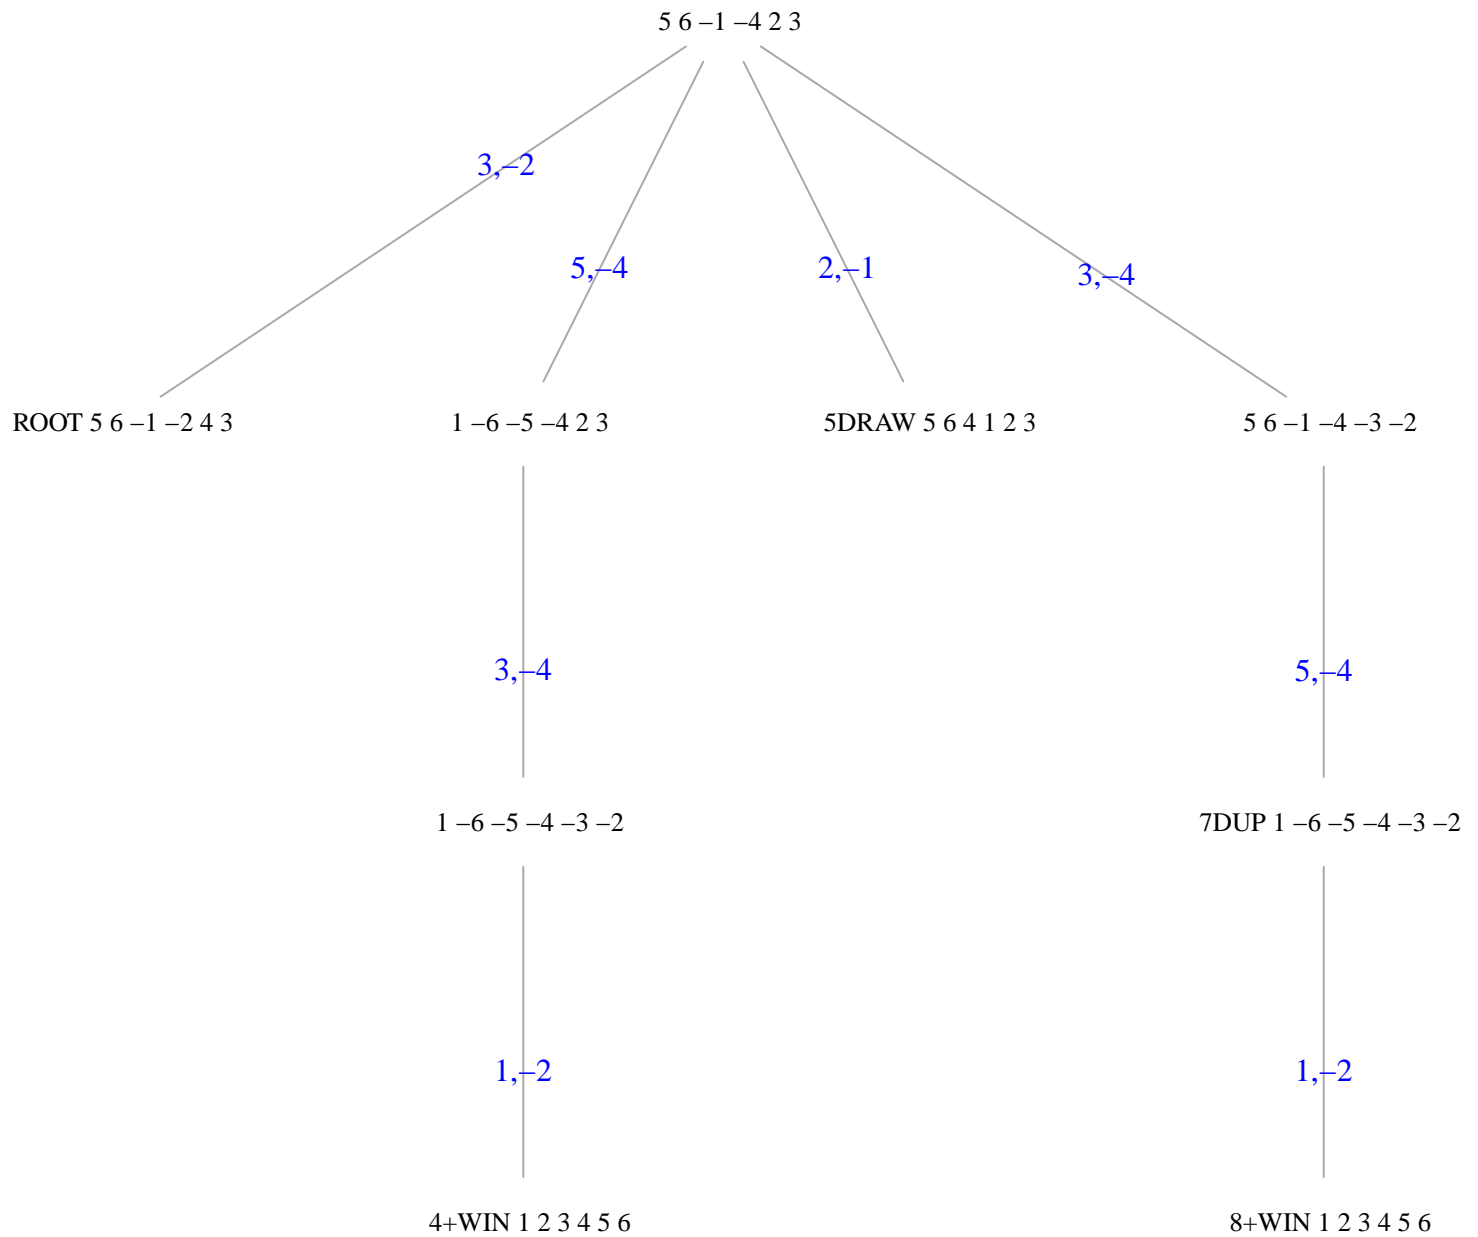 5 6 –1 –4 2 3
3,–2
5,–4
2,–1
3,–4
ROOT 5 6 –1 –2 4 3
1 –6 –5 –4 2 3
5DRAW 5 6 4 1 2 3
5 6 –1 –4 –3 –2
3,–4
5,–4
1 –6 –5 –4 –3 –2
7DUP 1 –6 –5 –4 –3 –2
1,–2
1,–2
4+WIN 1 2 3 4 5 6
8+WIN 1 2 3 4 5 6